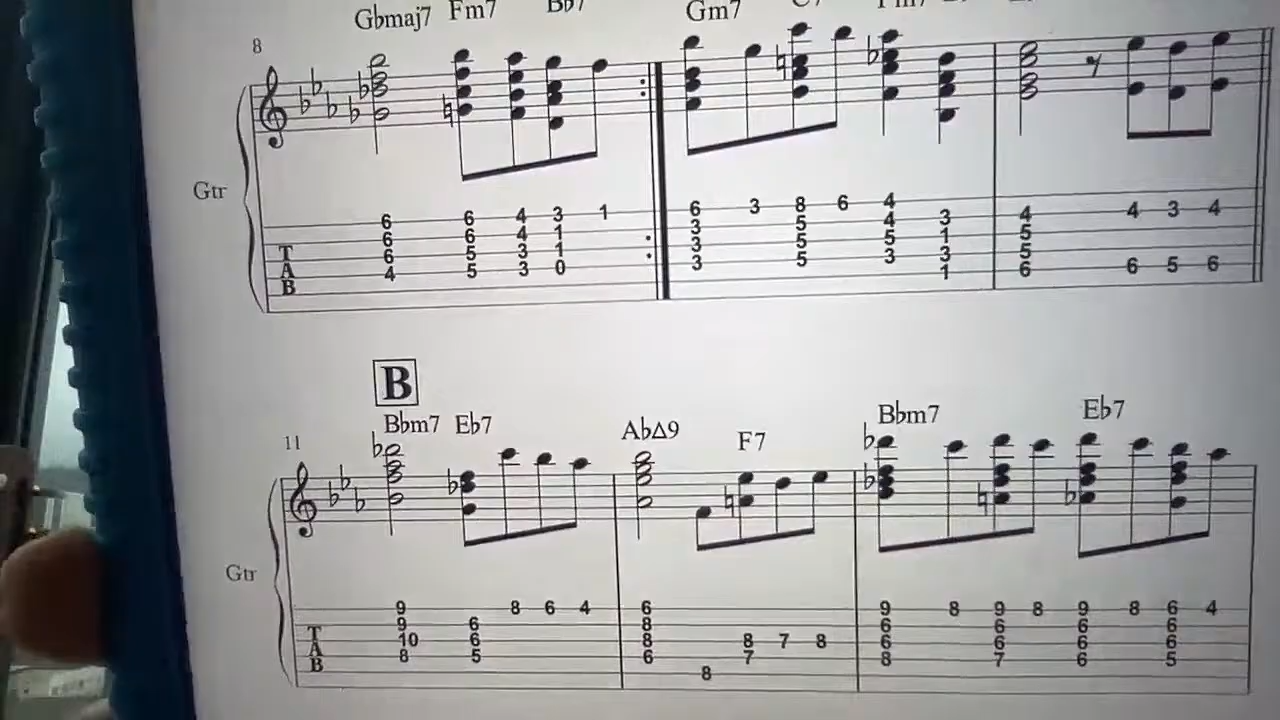 Gbmaj7 Fm7 Bb7 Gm7 C7 Fm7
8
Gtr
6 6 4 3 1 6 3 8 6 4 3 4 4 3 4
6 6 4 1 3 5 4 1 5
T 6 5 3 1 3 5 5 3 5
A 4 5 3 0 3 5 3 1 6 6 5 6
B
B
Bbm7 Eb7 Ab∆9 F7 Bbm7 Eb7
11
Gtr
9 8 6 4 6 9 8 9 8 9 8 6 4
9 6 8 6 6 6 6
T 10 6 8 8 7 8 6 6 6 6
A 8 5 6 7 8 7 6 5
B 8